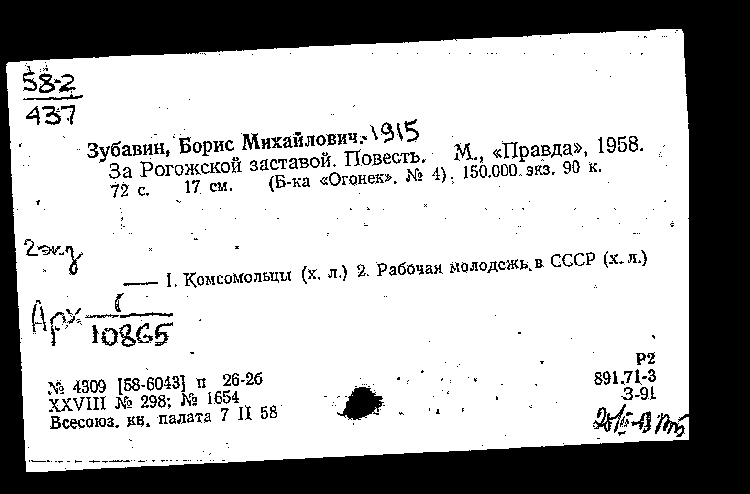 58-2
437
Зубавин, Борис Михайлович. 1915
За Рогожской заставой. Повесть. М., «Правда», 1958.
72 с. 17 см. (Б-ка «Огонек». № 4). 150.000 экз. 90 к.
2 экз
— 1. Комсомольцы (х. л.) 2. Рабочая молодежь в СССР (х. л.)
Арх
10865
Р2
№ 4309 [58-6043] п 26-26
891.71-3
XXVIII № 298; № 1654
З-91
Всесоюз. кн. палата 7 II 58